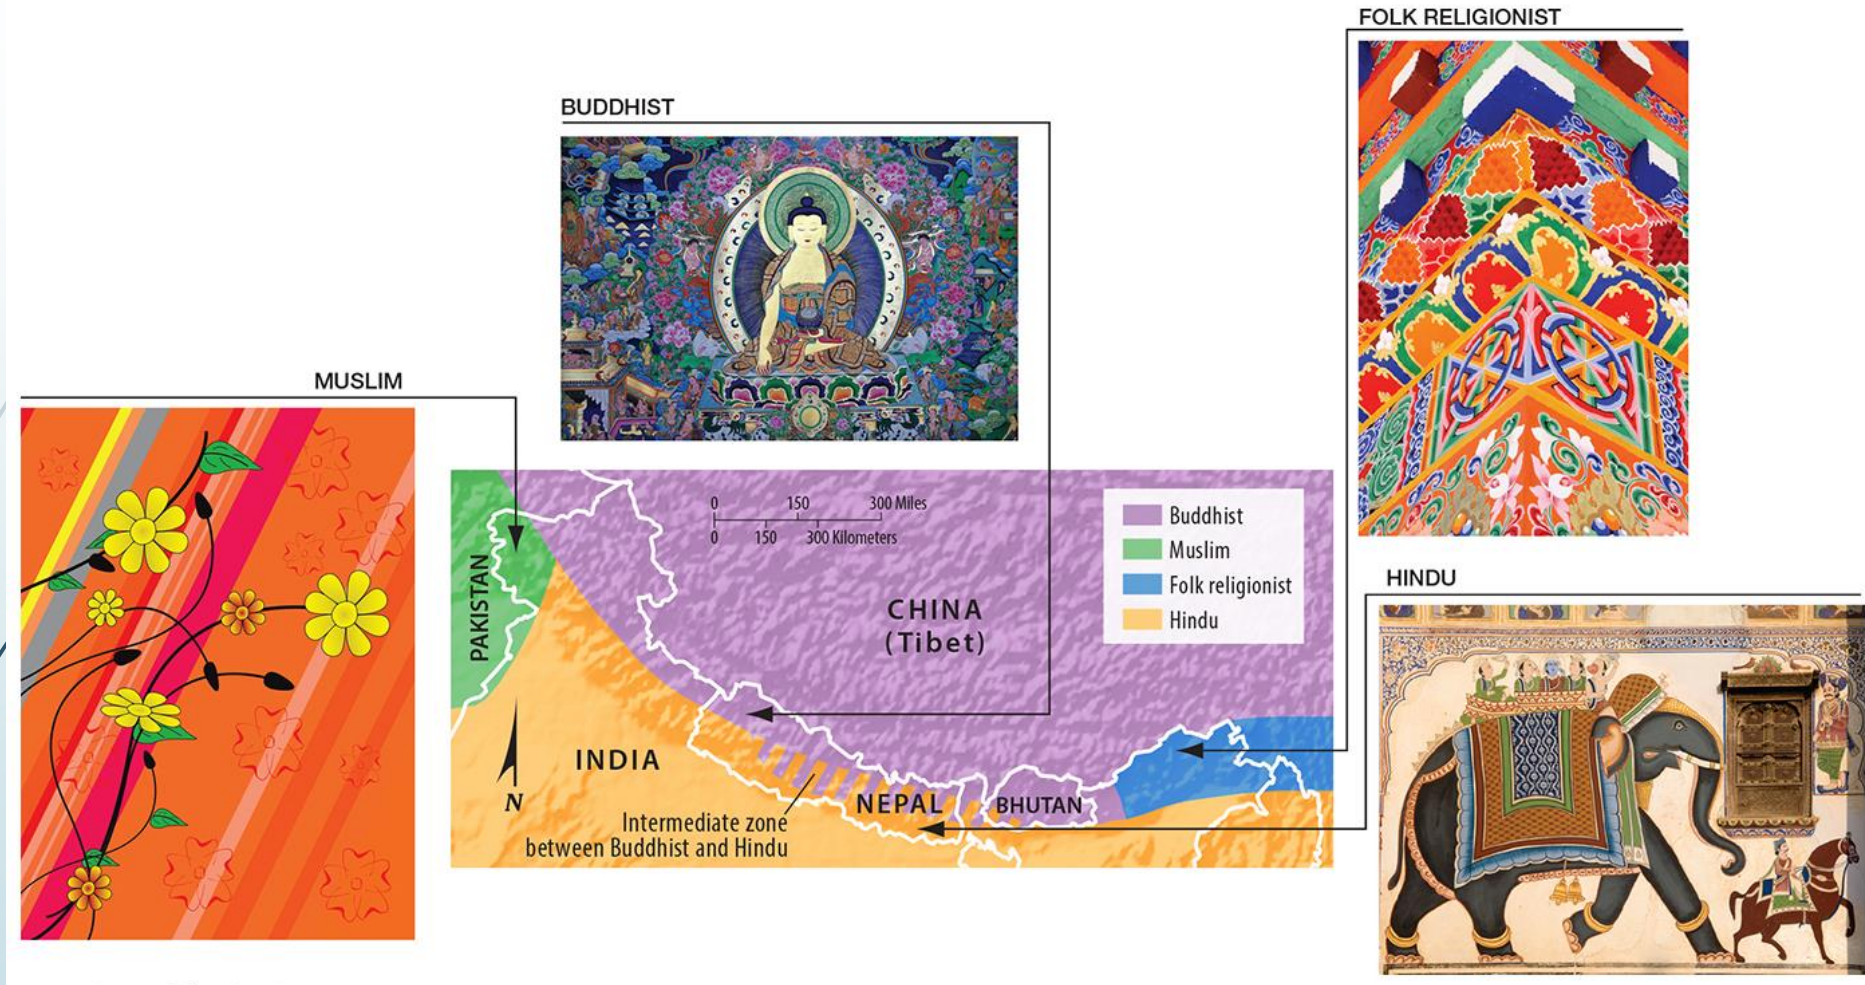 FOLK RELIGIONIST
BUDDHIST
MUSLIM
HINDU
0 150 300 Miles
0 150 300 Kilometers
Buddhist
Muslim
Folk religionist
Hindu
PAKISTAN
CHINA
(Tibet)
INDIA
N
NEPAL
BHUTAN
Intermediate zone
between Buddhist and Hindu